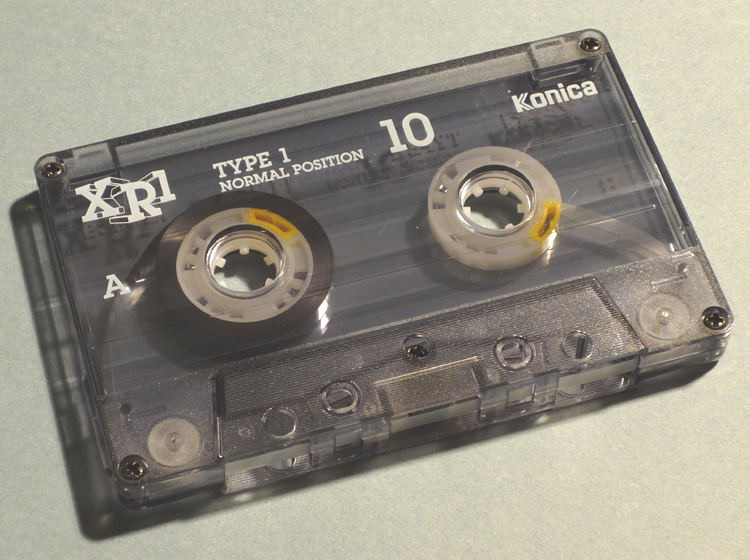 Konica
10
TYPE 1
NORMAL POSITION
XR1
A